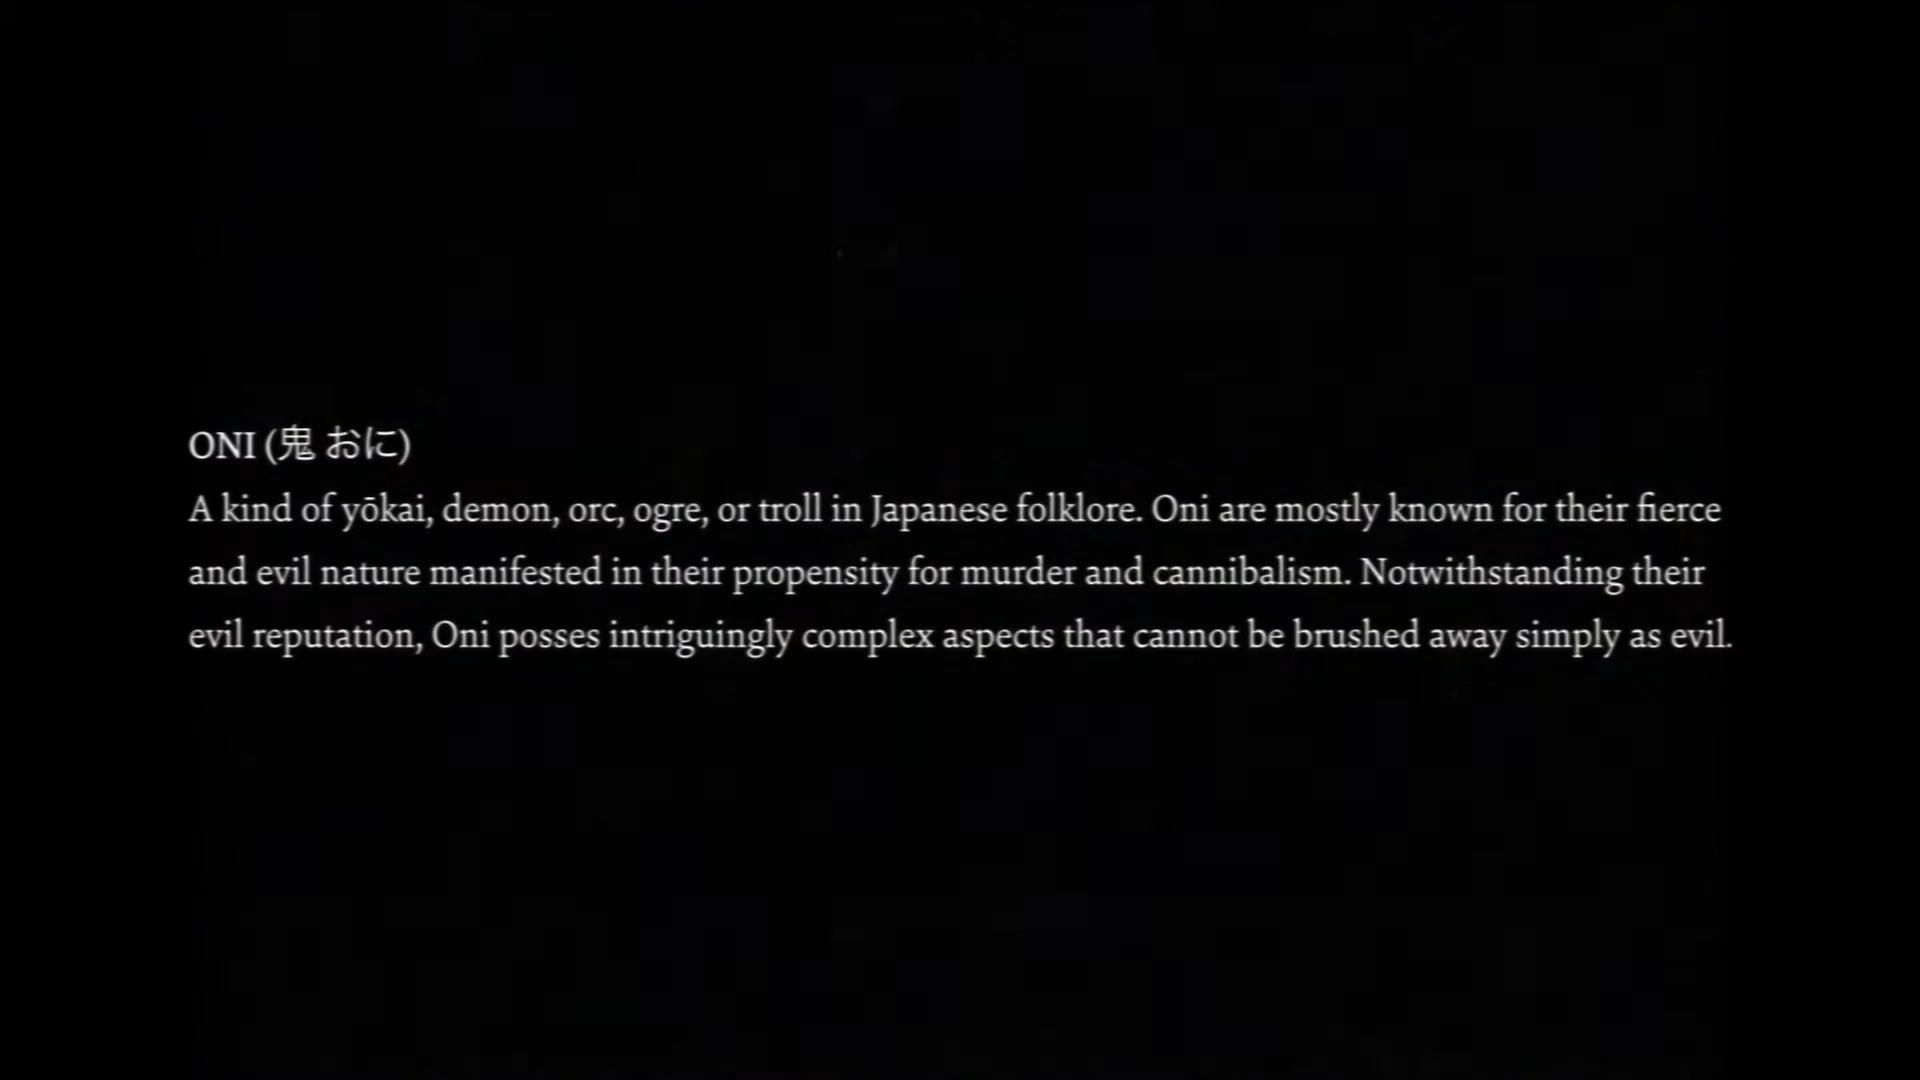 ONI (鬼 おに)
A kind of yōkai, demon, orc, ogre, or troll in Japanese folklore. Oni are mostly known for their fierce
and evil nature manifested in their propensity for murder and cannibalism. Notwithstanding their
evil reputation, Oni posses intriguingly complex aspects that cannot be brushed away simply as evil.